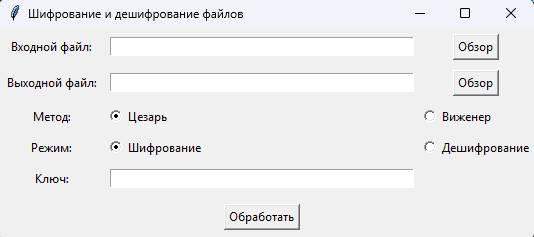 Шифрование и дешифрование файлов
Входной файл: Обзор
Выходной файл: Обзор
Метод: Цезарь Виженер
Режим: Шифрование Дешифрование
Ключ:
Обработать